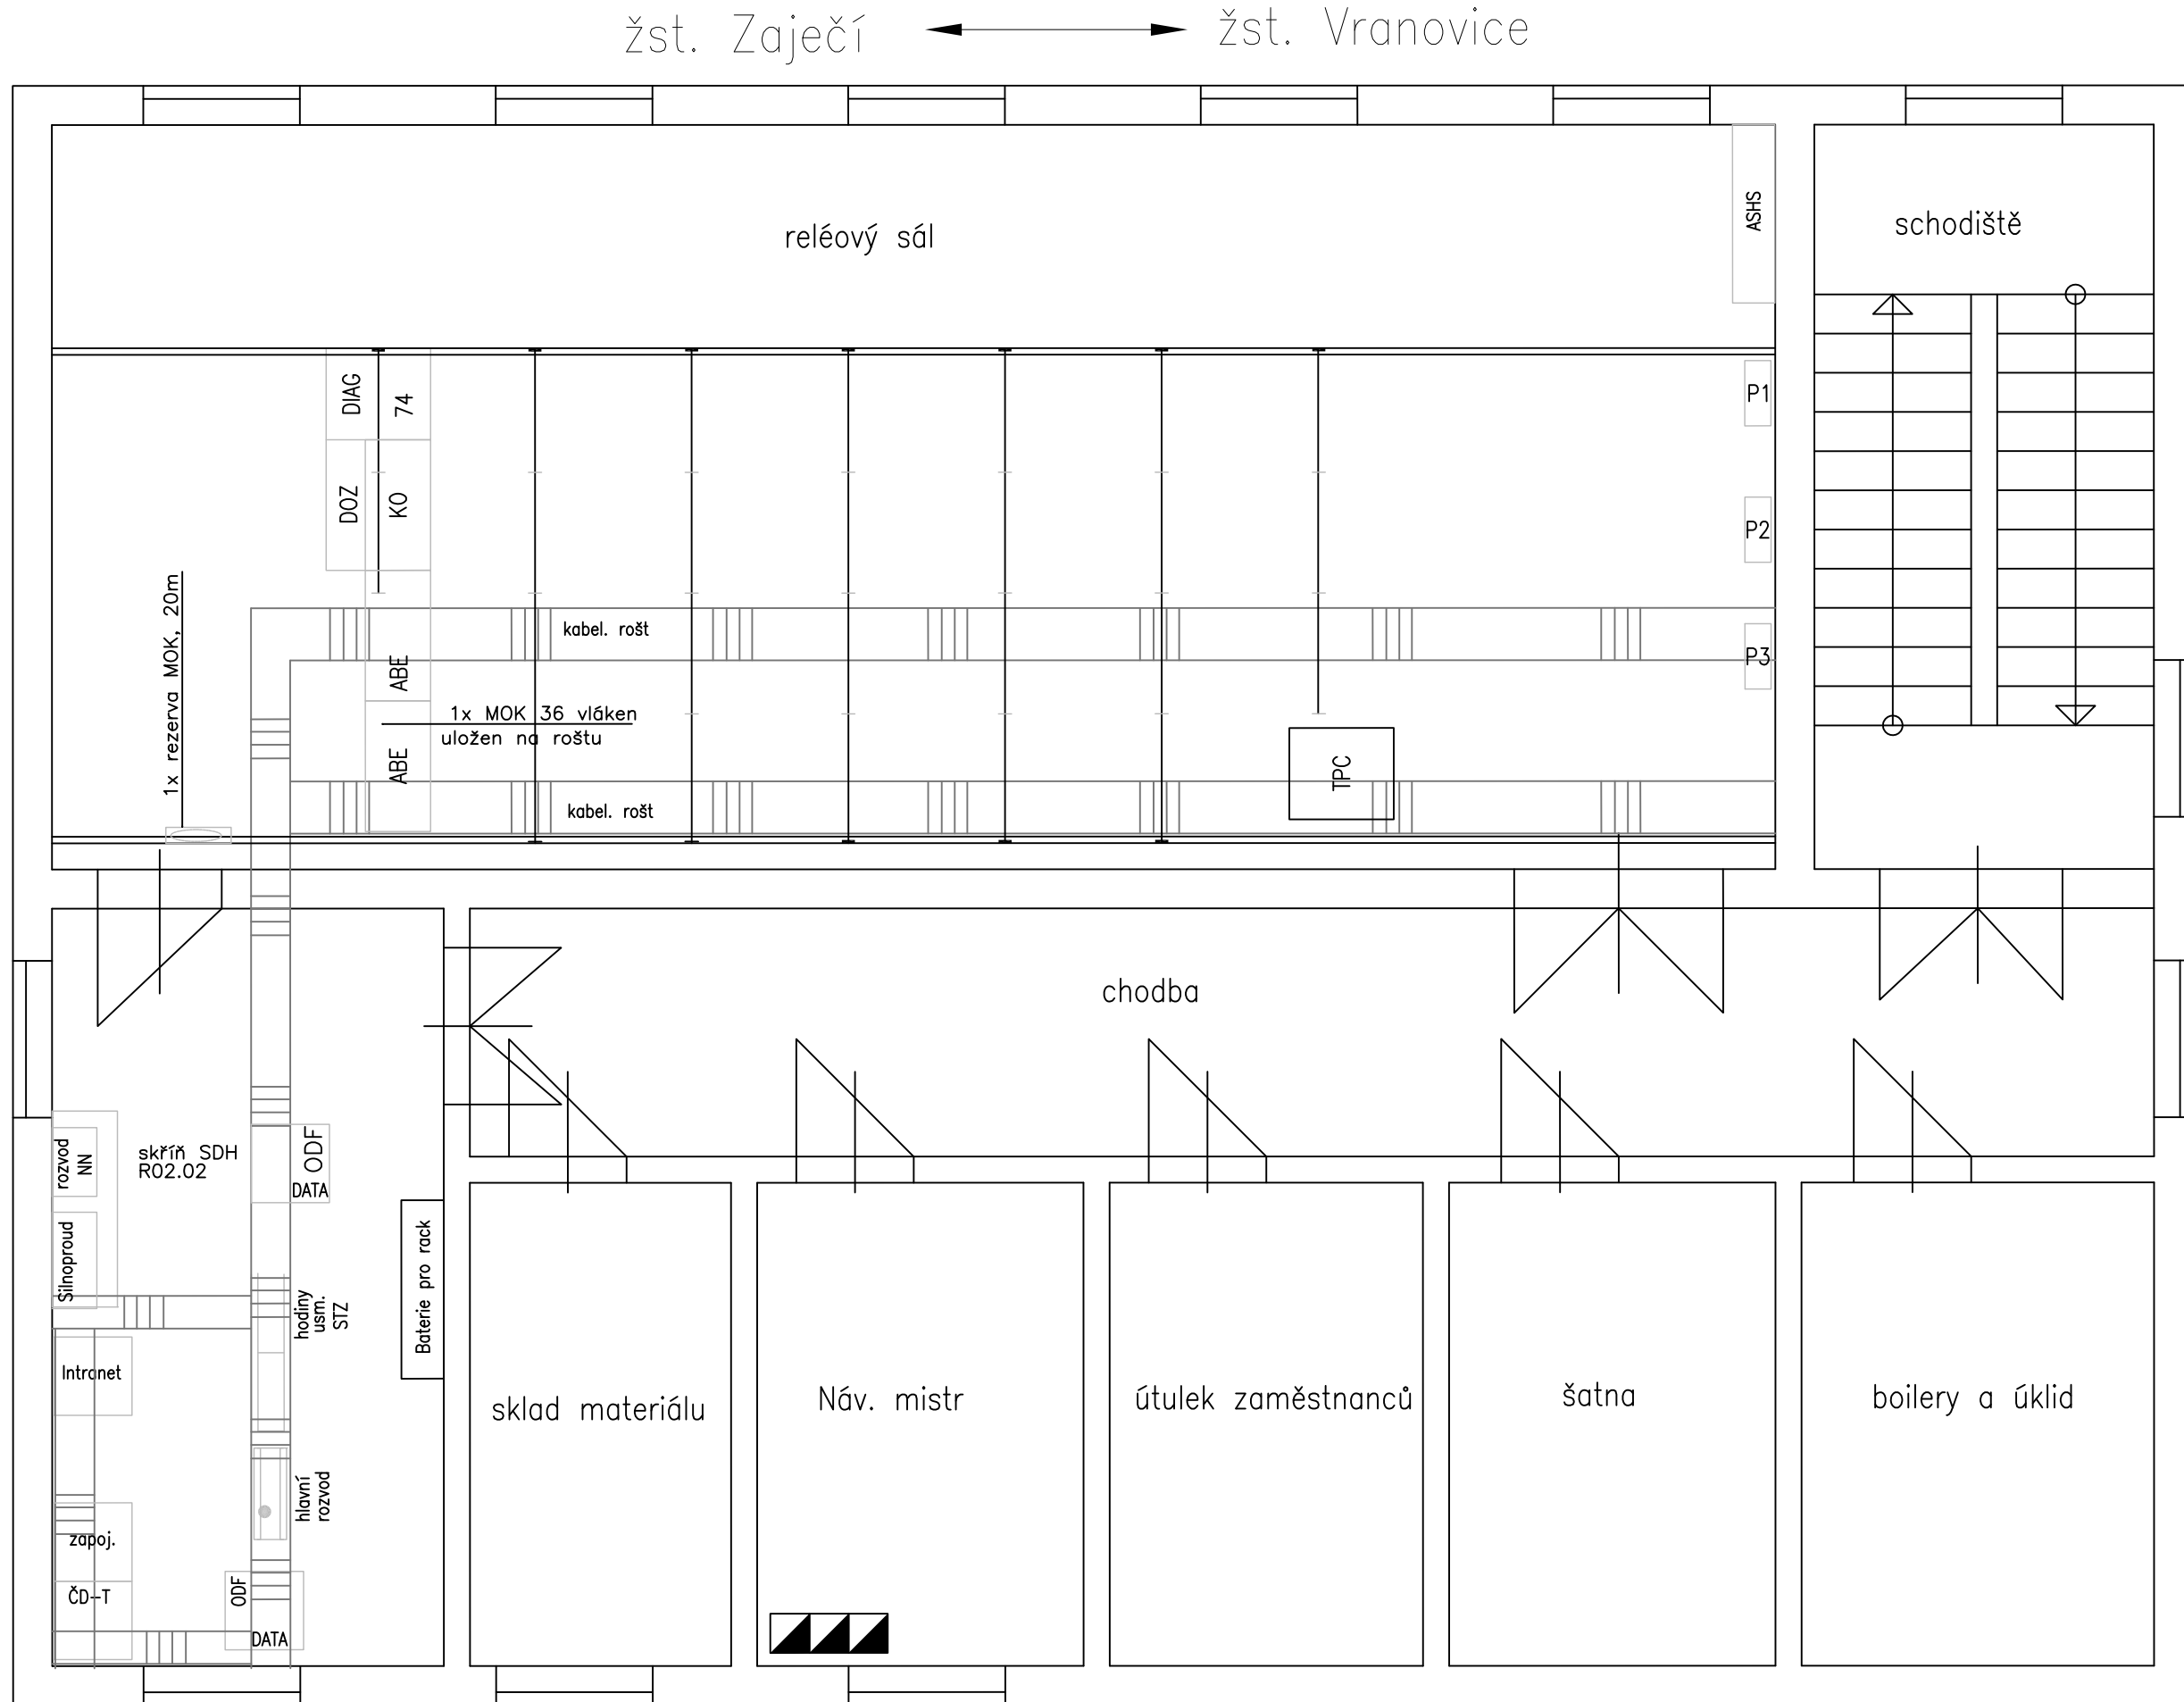 žst. Zaječí
žst. Vranovice
reléový sál
ASHS
schodiště
DIAG
74
P1
DOZ
KO
P2
1x rezerva MOK, 20m
kabel. rošt
P3
ABE
1x MOK 36 vláken
uložen na roštu
ABE
TPC
kabel. rošt
chodba
rozvod
NN
skříň SDH
R02.02
ODF
DATA
Silnoproud
Baterie pro rack
hodiny
usm.
STZ
Intranet
sklad materiálu
Náv. mistr
útulek zaměstnanců
šatna
boilery a úklid
hlavní
rozvod
zapoj.
ČD-T
ODF
DATA